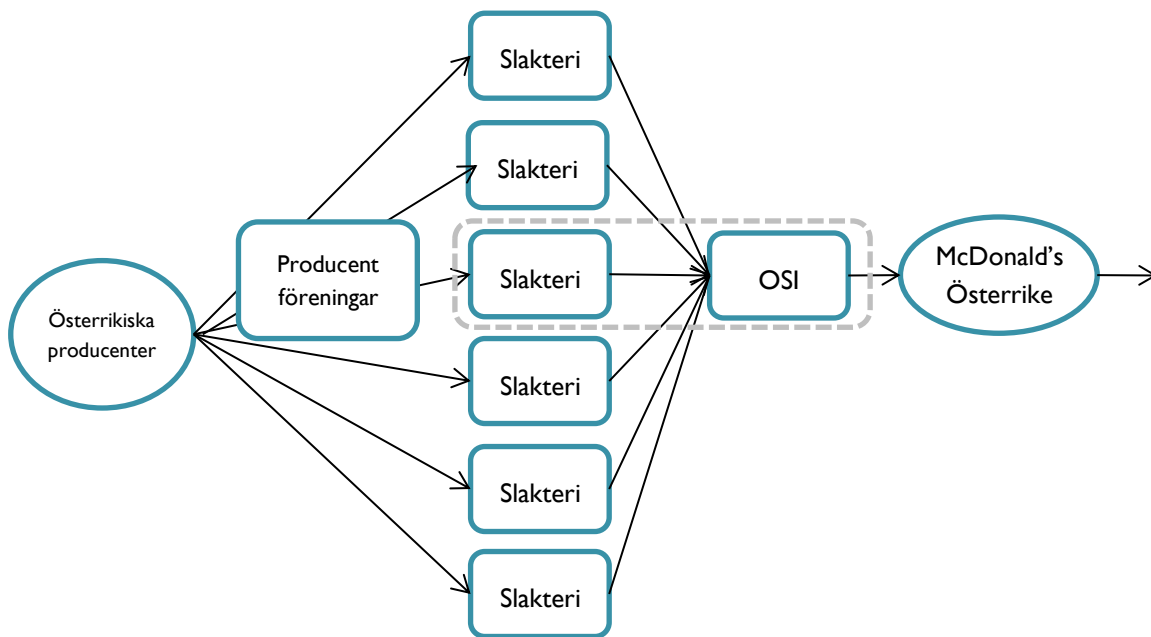 Slakteri
Slakteri
Producent
föreningar
Slakteri
OSI
McDonald’s
Österrike
Österrikiska
producenter
Slakteri
Slakteri
Slakteri